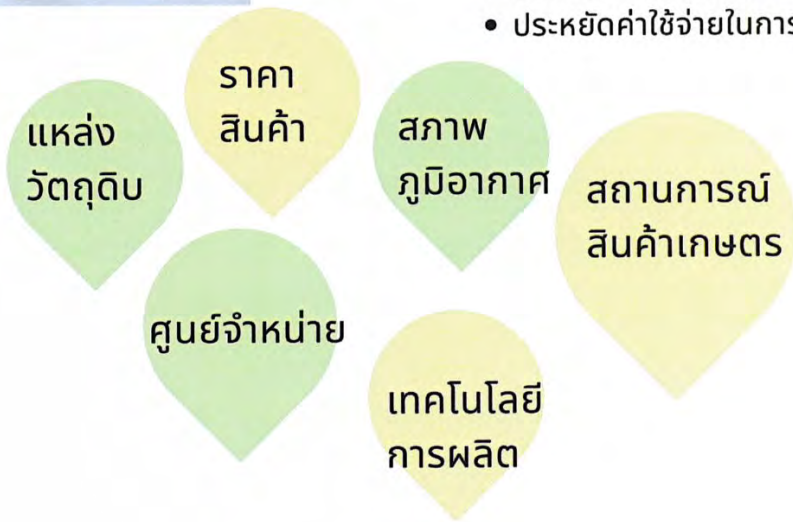 • ประหยัดค่าใช้จ่ายในการ
ราคา
สินค้า
แหล่ง
วัตถุดิบ
สภาพ
ภูมิอากาศ
สถานการณ์
สินค้าเกษตร
ศูนย์จำหน่าย
เทคโนโลยี
การผลิต